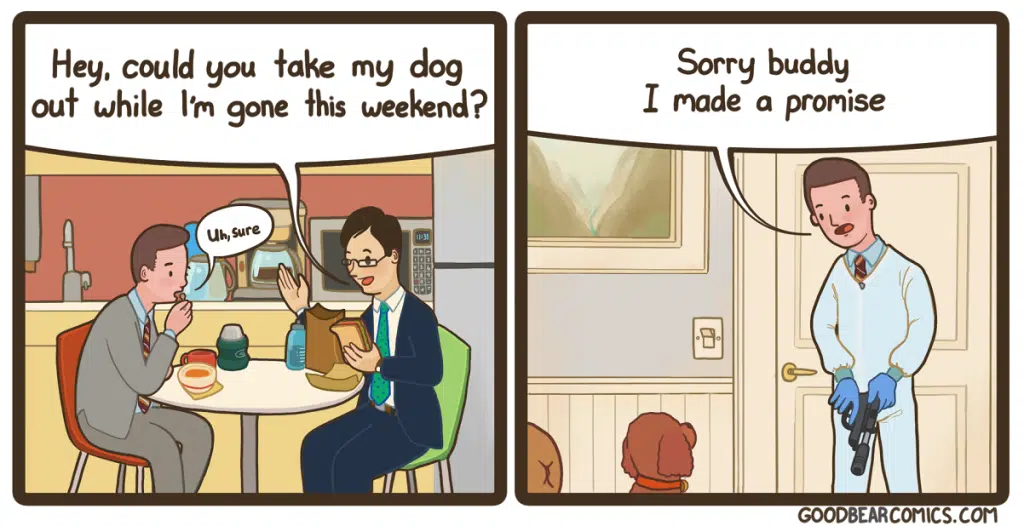 Hey, could you take my dog
out while I'm gone this weekend?
Uh, sure
Sorry buddy
I made a promise
GOODBEARCOMICS.COM